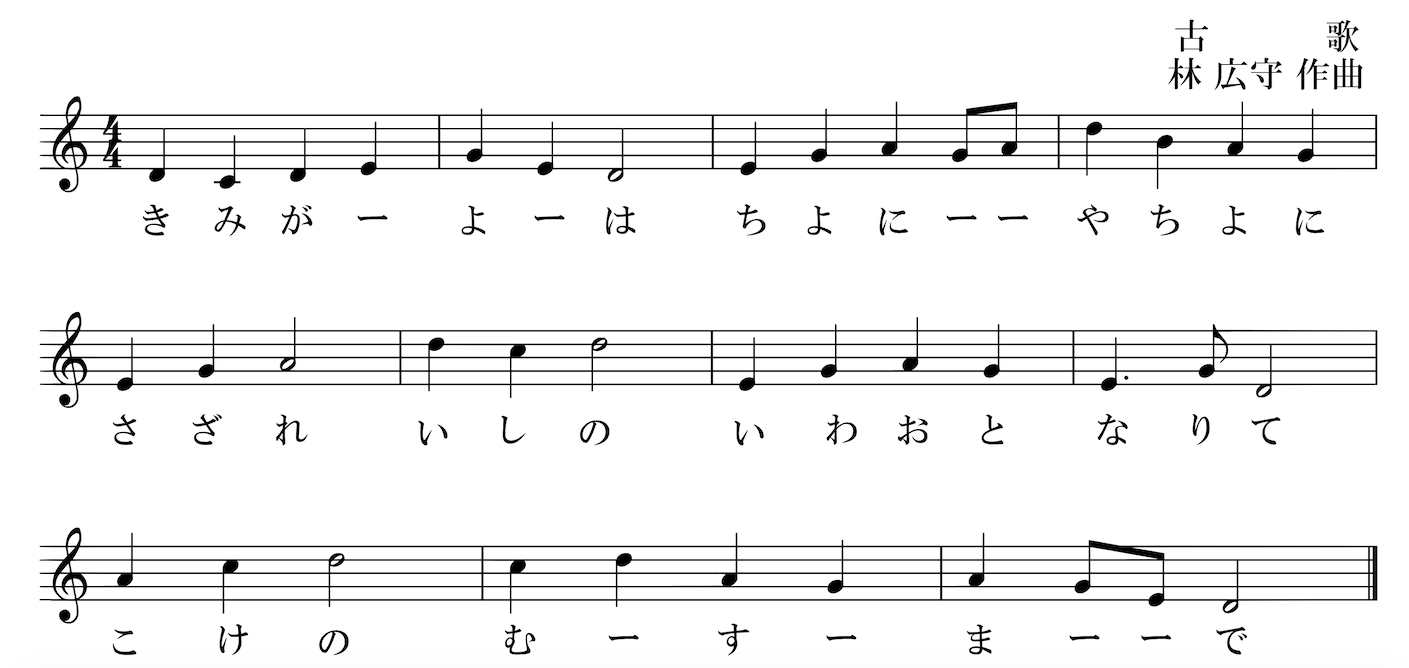 古 歌
林 広守 作曲
4
4
き み が ー よ ー は ち よ に ー ー や ち よ に
さ ざ れ い し の い わ お と な り て
こ け の む ー す ー ま ー ー で